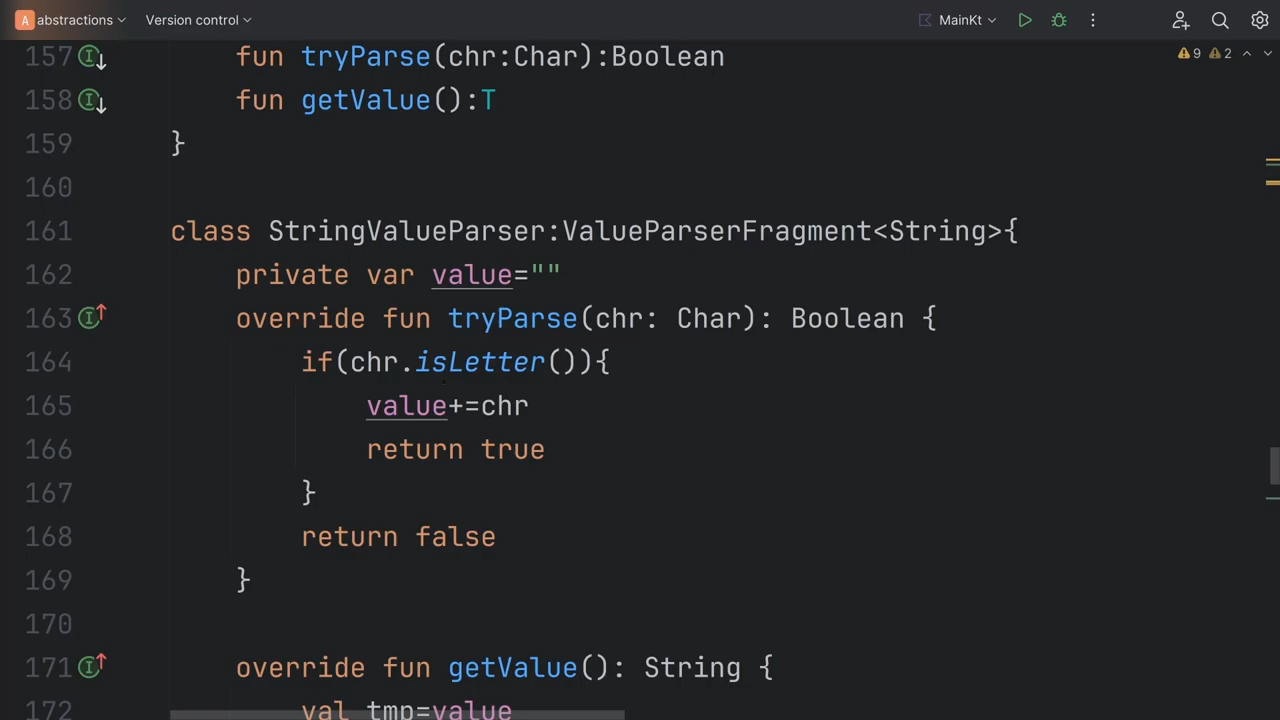 A abstractions Version control MainKt
9 2
157 fun tryParse(chr:Char):Boolean
158 fun getValue():T
159 }
160
161 class StringValueParser:ValueParserFragment<String>{
162 private var value=""
163 override fun tryParse(chr: Char): Boolean {
164 if(chr.isLetter()){
165 value+=chr
166 return true
167 }
168 return false
169 }
170
171 override fun getValue(): String {
172 val tmp=value